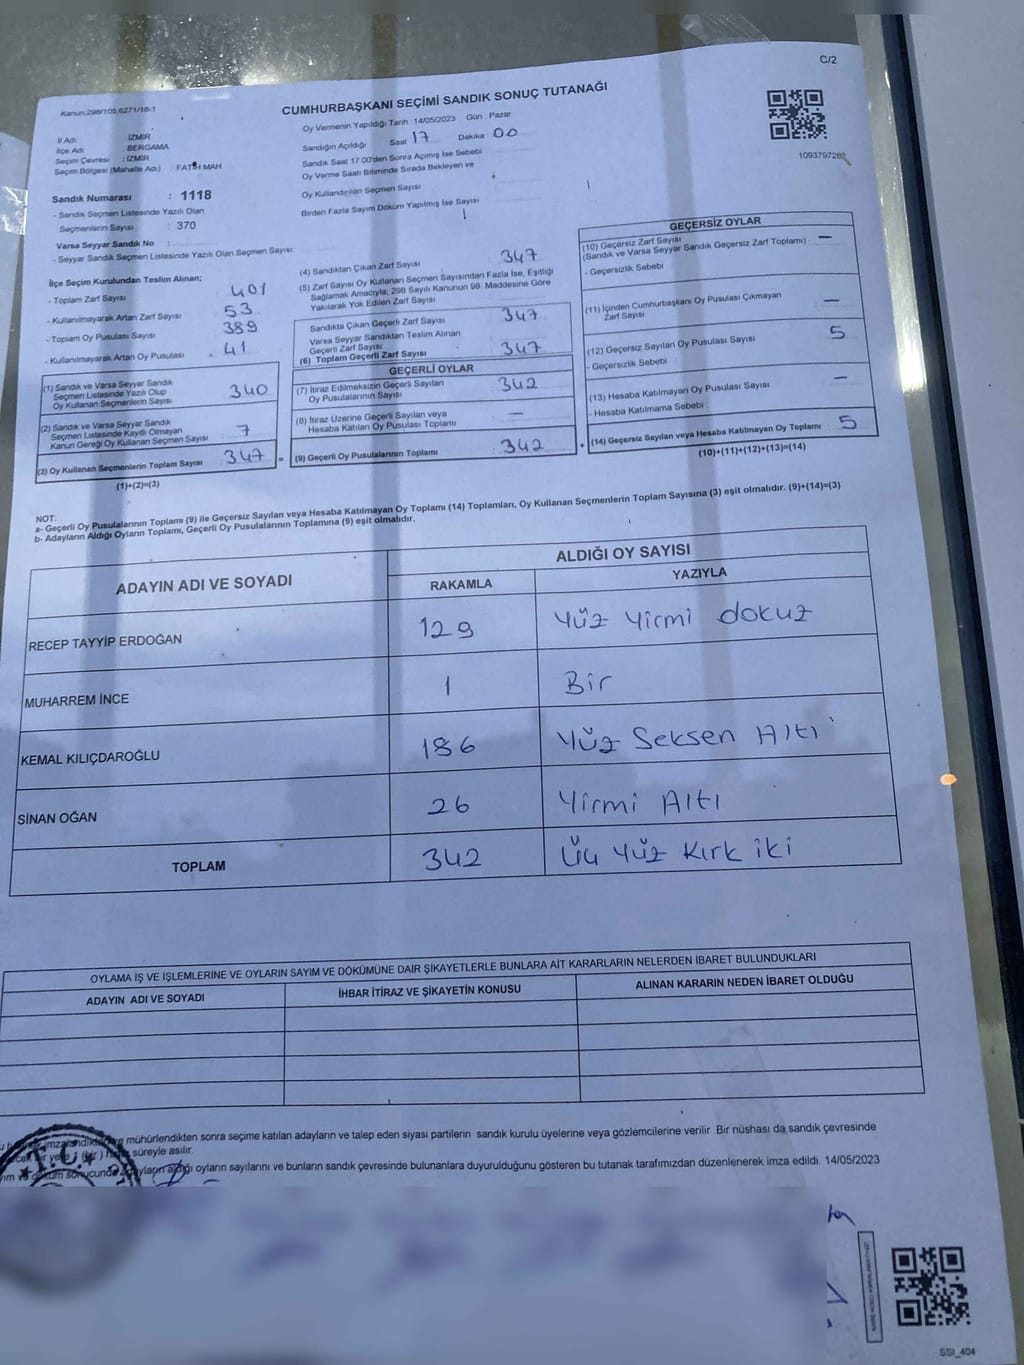 C/2
Kanun:298/105,6271/18-1
CUMHURBAŞKANI SEÇİMİ SANDIK SONUÇ TUTANAĞI
Oy Vermenin Yapıldığı Tarih : 14/05/2023 Gün : Pazar
İl Adı : İZMİR
İlçe Adı : BERGAMA
Seçim Çevresi : İZMİR
Seçim Bölgesi (Mahalle Adı) : FATİH MAH
Sandığın Açıldığı Saat : 17 Dakika : 00
Sandık Saat 17:00'den Sonra Açımış İse Sebebi
Oy Verme Saati Bitiminde Sırada Bekleyen ve
Oy Kullandırılan Seçmen Sayısı
Birden Fazla Sayım Döküm Yapılmış İse Sayısı
Sandık Numarası : 1118
- Sandık Seçmen Listesinde Yazılı Olan
Seçmenlerin Sayısı : 370
Varsa Seyyar Sandık No :
- Seyyar Sandık Seçmen Listesinde Yazılı Olan Seçmen Sayısı:
İlçe Seçim Kurulundan Teslim Alınan;
- Toplam Zarf Sayısı : 401
- Kullanılmayarak Artan Zarf Sayısı : 53
- Toplam Oy Pusulası Sayısı : 389
- Kullanılmayarak Artan Oy Pusulası : 41
(1) Sandık ve Varsa Seyyar Sandık
Seçmen Listesinde Yazılı Olup
Oy Kullanan Seçmenlerin Sayısı : 340
(2) Sandık ve Varsa Seyyar Sandık
Seçmen Listesinde Kayıtlı Olmayan
Kanun Gereği Oy Kullanan Seçmen Sayısı : 7
(3) Oy Kullanan Seçmenlerin Toplam Sayısı : 347
(1)+(2)=(3)
(4) Sandıktan Çıkan Zarf Sayısı : 347
(5) Zarf Sayısı Oy Kullanan Seçmen Sayısından Fazla İse, Eşitliği
Sağlamak Amacıyla; 298 Sayılı Kanunun 98. Maddesine Göre
Yakılarak Yok Edilen Zarf Sayısı
Sandıkta Çıkan Geçerli Zarf Sayısı : 347
Varsa Seyyar Sandıktan Teslim Alınan
Geçerli Zarf Sayısı
(6) Toplam Geçerli Zarf Sayısı : 347
GEÇERLİ OYLAR
(7) İtiraz Edilmeksizin Geçerli Sayılan
Oy Pusulalarının Sayısı : 342
(8) İtiraz Üzerine Geçerli Sayılan veya
Hesaba Katılan Oy Pusulası Toplamı : —
(9) Geçerli Oy Pusulalarının Toplamı : 342
GEÇERSİZ OYLAR
(10) Geçersiz Zarf Sayısı : —
(Sandık ve Varsa Seyyar Sandık Geçersiz Zarf Toplamı)
- Geçersizlik Sebebi
(11) İçinden Cumhurbaşkanı Oy Pusulası Çıkmayan
Zarf Sayısı : —
(12) Geçersiz Sayılan Oy Pusulası Sayısı : 5
- Geçersizlik Sebebi :
(13) Hesaba Katılmayan Oy Pusulası Sayısı : —
- Hesaba Katılmama Sebebi :
(14) Geçersiz Sayılan veya Hesaba Katılmayan Oy Toplamı : 5
(10)+(11)+(12)+(13)=(14)
NOT:
a- Geçerli Oy Pusulalarının Toplamı (9) ile Geçersiz Sayılan veya Hesaba Katılmayan Oy Toplamı (14) Toplamları, Oy Kullanan Seçmenlerin Toplam Sayısına (3) eşit olmalıdır. (9)+(14)=(3)
b- Adayların Aldığı Oyların Toplamı, Geçerli Oy Pusulalarının Toplamına (9) eşit olmalıdır.
ADAYIN ADI VE SOYADI
ALDIĞI OY SAYISI
RAKAMLA YAZIYLA
RECEP TAYYİP ERDOĞAN 129 Yüz Yirmi dokuz
MUHARREM İNCE 1 Bir
KEMAL KILIÇDAROĞLU 186 Yüz Seksen Altı
SİNAN OĞAN 26 Yirmi Altı
TOPLAM 342 Üç Yüz Kırk iki
OYLAMA İŞ VE İŞLEMLERİNE VE OYLARIN SAYIM VE DÖKÜMÜNE DAİR ŞİKAYETLERLE BUNLARA AİT KARARLARIN NELERDEN İBARET BULUNDUKLARI
ADAYIN ADI VE SOYADI İHBAR İTİRAZ VE ŞİKAYETİN KONUSU ALINAN KARARIN NEDEN İBARET OLDUĞU
mühürlendikten sonra seçime katılan adayların ve talep eden siyasi partilerin sandık kurulu üyelerine veya gözlemcilerine verilir .Bir nüshası da sandık çevresinde
süreyle asılır.
aldığı oyların sayılarını ve bunların sandık çevresinde bulunanlara duyurulduğunu gösteren bu tutanak tarafımızdan düzenlenerek imza edildi. 14/05/2023
T.C.
SSI_404